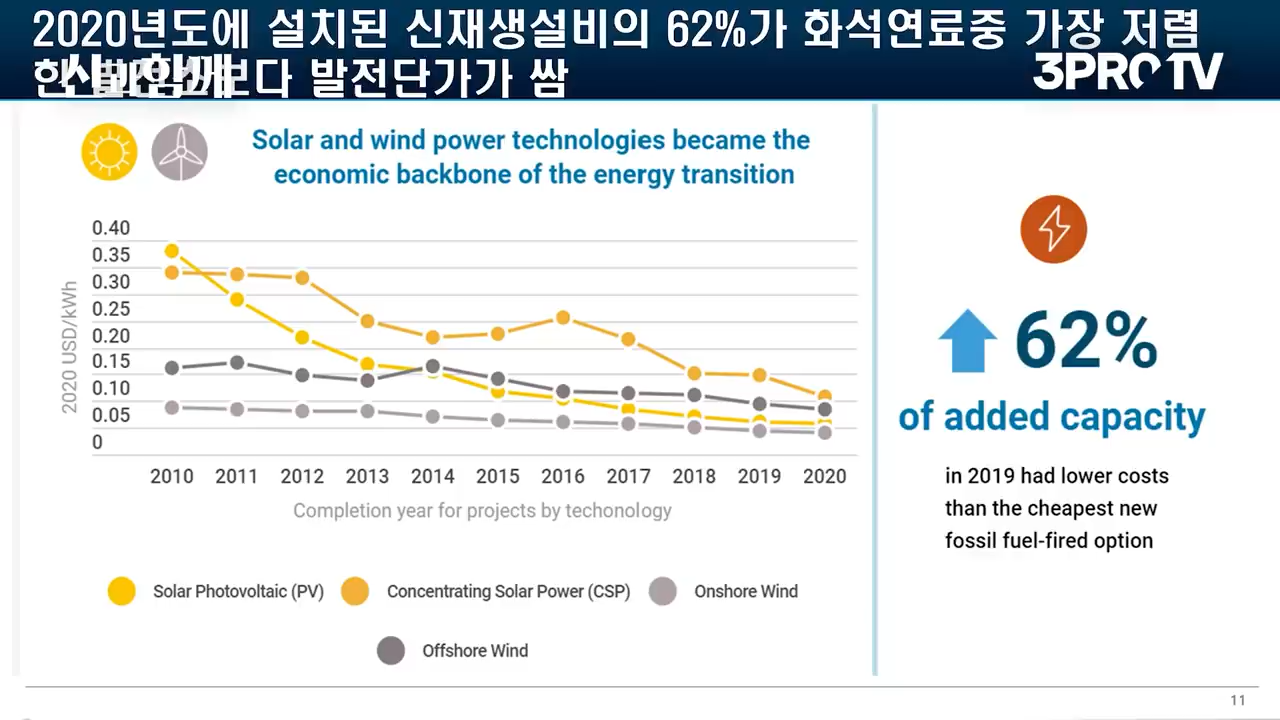 2020년도에 설치된 신재생설비의 62%가 화석연료중 가장 저렴
한 보다 발전단가가 쌈
3PROTV
Solar and wind power technologies became the
economic backbone of the energy transition
0.40
0.35
0.30
0.25
0.20
0.15
0.10
0.05
0
2020 USD/kWh
2010 2011 2012 2013 2014 2015 2016 2017 2018 2019 2020
Completion year for projects by techonology
Solar Photovoltaic (PV) Concentrating Solar Power (CSP) Onshore Wind
Offshore Wind
62%
of added capacity
in 2019 had lower costs
than the cheapest new
fossil fuel-fired option
11